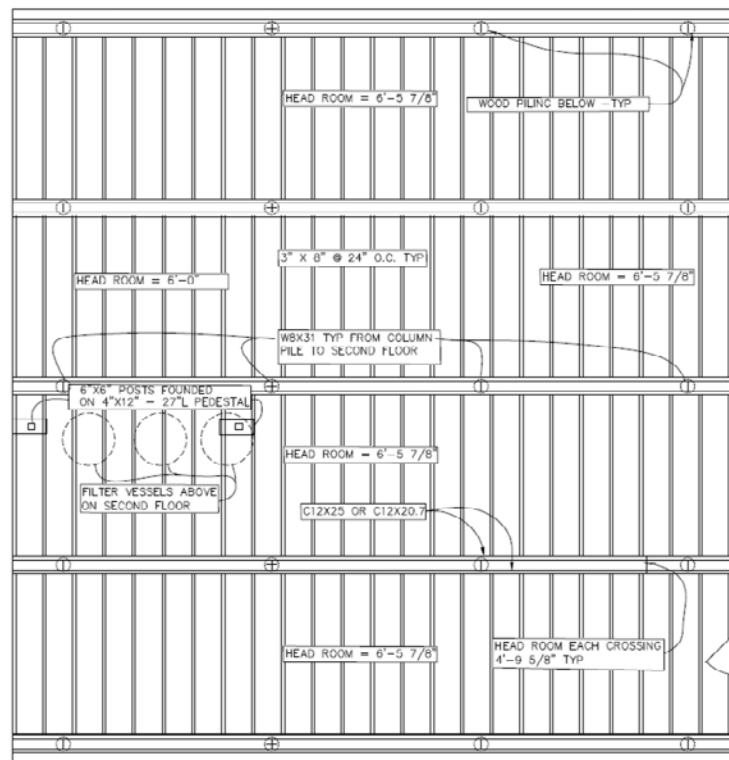 HEAD ROOM = 6'-5 7/8"
WOOD PILING BELOW -TYP
3" X 8" @ 24" O.C. TYP
HEAD ROOM = 6'-0"
HEAD ROOM = 6'-5 7/8"
W8X31 TYP FROM COLUMN
PILE TO SECOND FLOOR
6"X6" POSTS FOUNDED
ON 4"X12" - 27"L PEDESTAL
HEAD ROOM = 6'-5 7/8"
FILTER VESSELS ABOVE
ON SECOND FLOOR
C12X25 OR C12X20.7
HEAD ROOM = 6'-5 7/8"
HEAD ROOM EACH CROSSING
4'-9 5/8" TYP